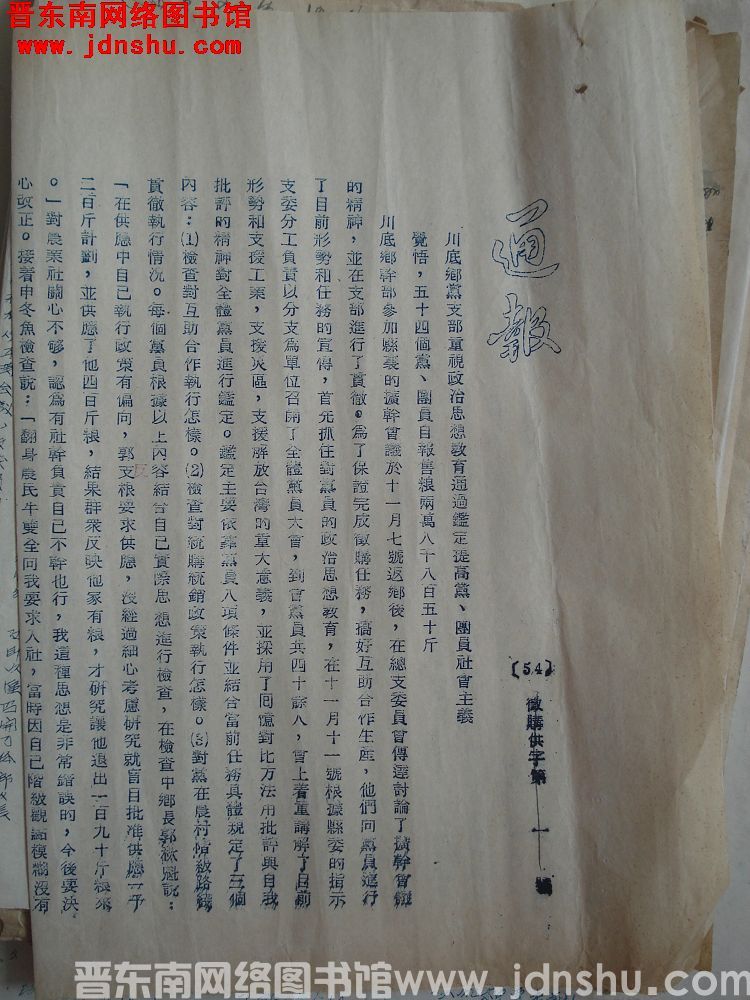 晋东南网络图书馆
www.jdnshu.com
通報
(54) 徵購供字第 一 號
川底鄉黨支部重視政治思想教育通過鑑定提高黨、團員社會主義
覺悟，五十四個黨、團員自報售粮兩萬八千八百五十斤
川底鄉幹部參加縣裏的擴幹會議於十一月七號返鄉後，在總支委員會傳達討論了擴幹會議
的精神，並在支部進行了貫徹。爲了保證完成徵購任務，搞好互助合作生產，他們向黨員進行
了目前形勢和任務的宣傳，首先抓住對黨員的政治思想教育，在十一月十一號根據縣委的指示
支委分工負責以分支爲單位召開了全體黨員大會，到會黨員共四十餘人，會上着重講解了目前
形勢和支援工業，支援災區，支援解放台灣的重大意義，並採用了回憶對比方法用批評與自我
批評的精神對全體黨員進行鑑定。鑑定主要依靠黨員八項條件並結合當前任務具體規定了三個
內容：⑴檢查對互助合作執行怎樣。⑵檢查對統購統銷政策執行怎樣。⑶對黨在農村階級路線
貫徹執行情况。每個黨員根據以上內容結合自己實際思想進行檢查，在檢查中鄉長郭林魁說：
「在供應中自己執行政策有偏向，郭支根要求供應，沒經過細心考慮研究就盲目批准供應一千
二百斤計劃，並供應了他四百斤粮，結果群衆反映他家有粮，才研究讓他退出一百九十斤粮來
。」對農業社關心不够，認爲有社幹負責自己不幹也行，我這種思想是非常錯誤的，今後要決
心改正。接着申冬魚檢查說：「翻身農民牛雙全向我要求入社，當時因自己階級觀點模糊沒有
晋东南网络图书馆www.jdnshu.com